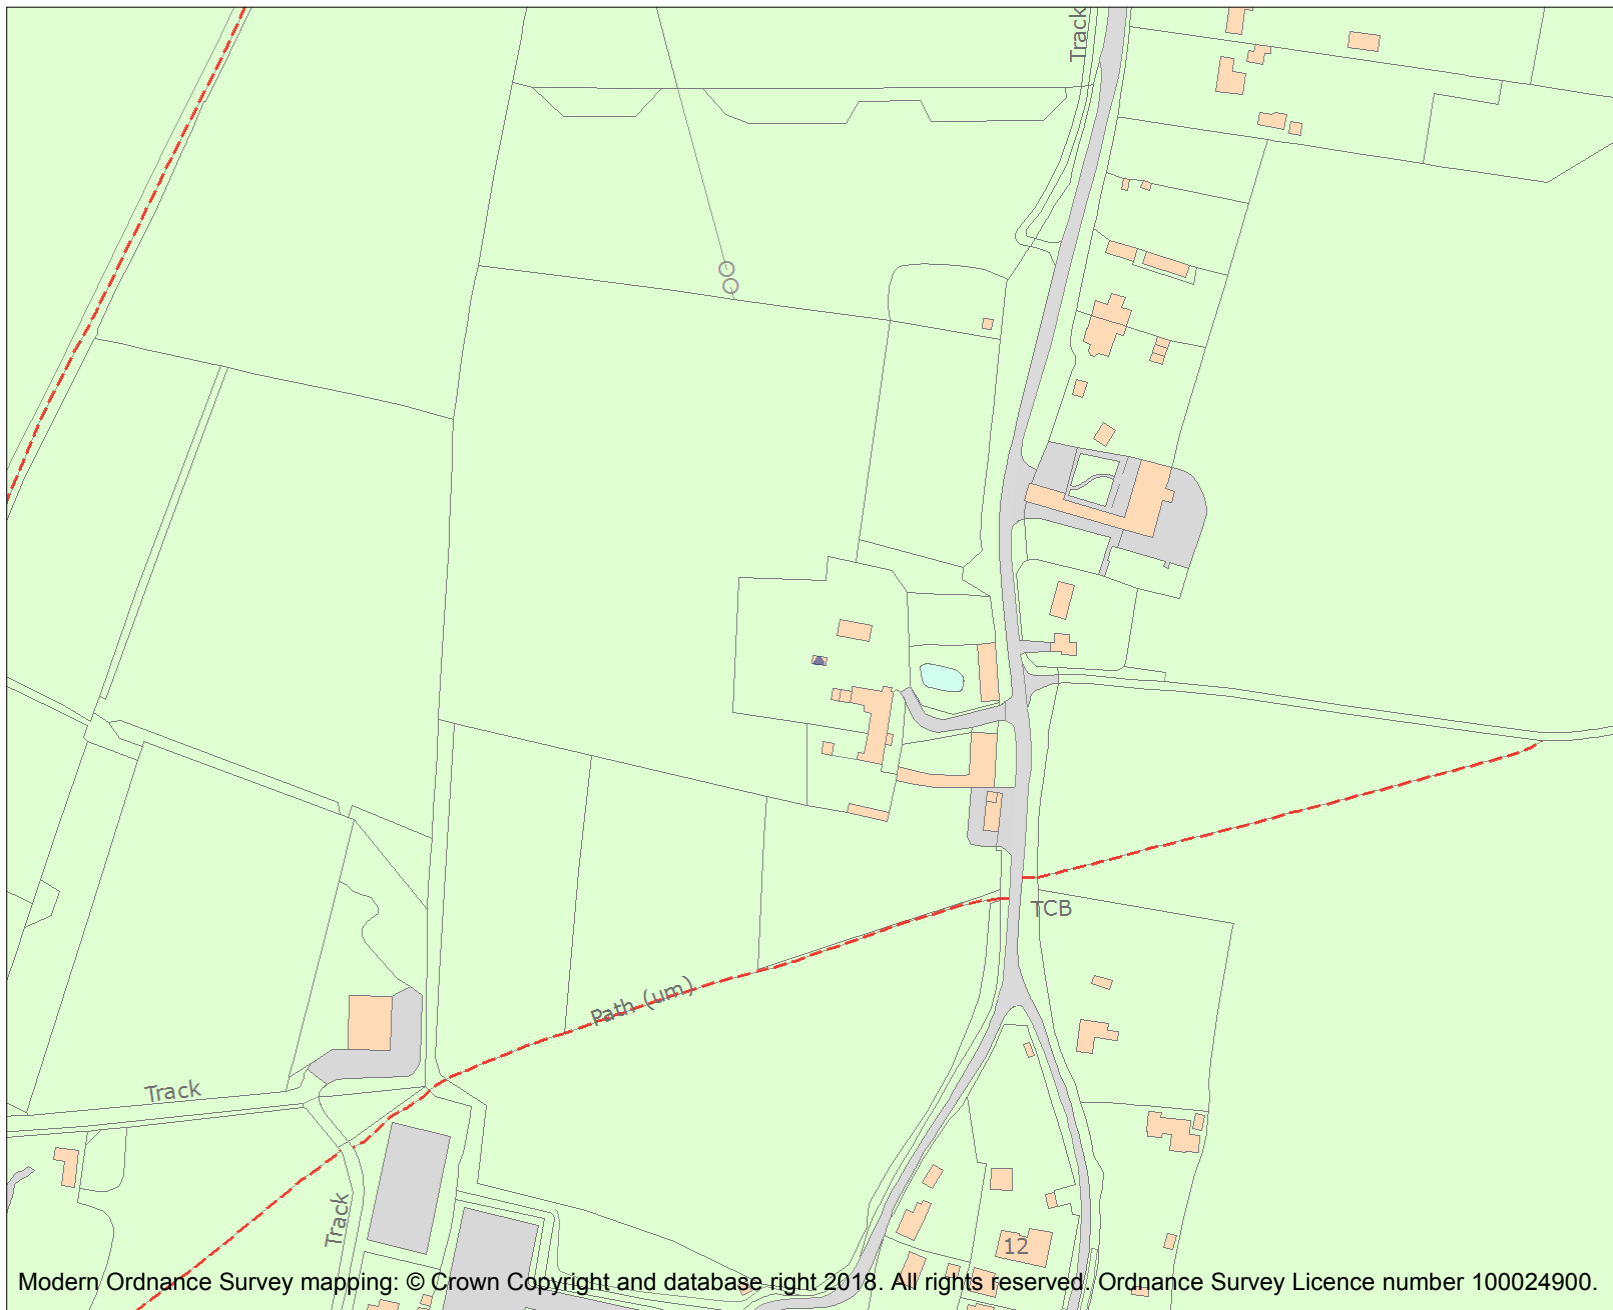 Track
TCB
Path (um)
Track
Track
12
Modern Ordnance Survey mapping: © Crown Copyright and database right 2018. All rights reserved. Ordnance Survey Licence number 100024900.